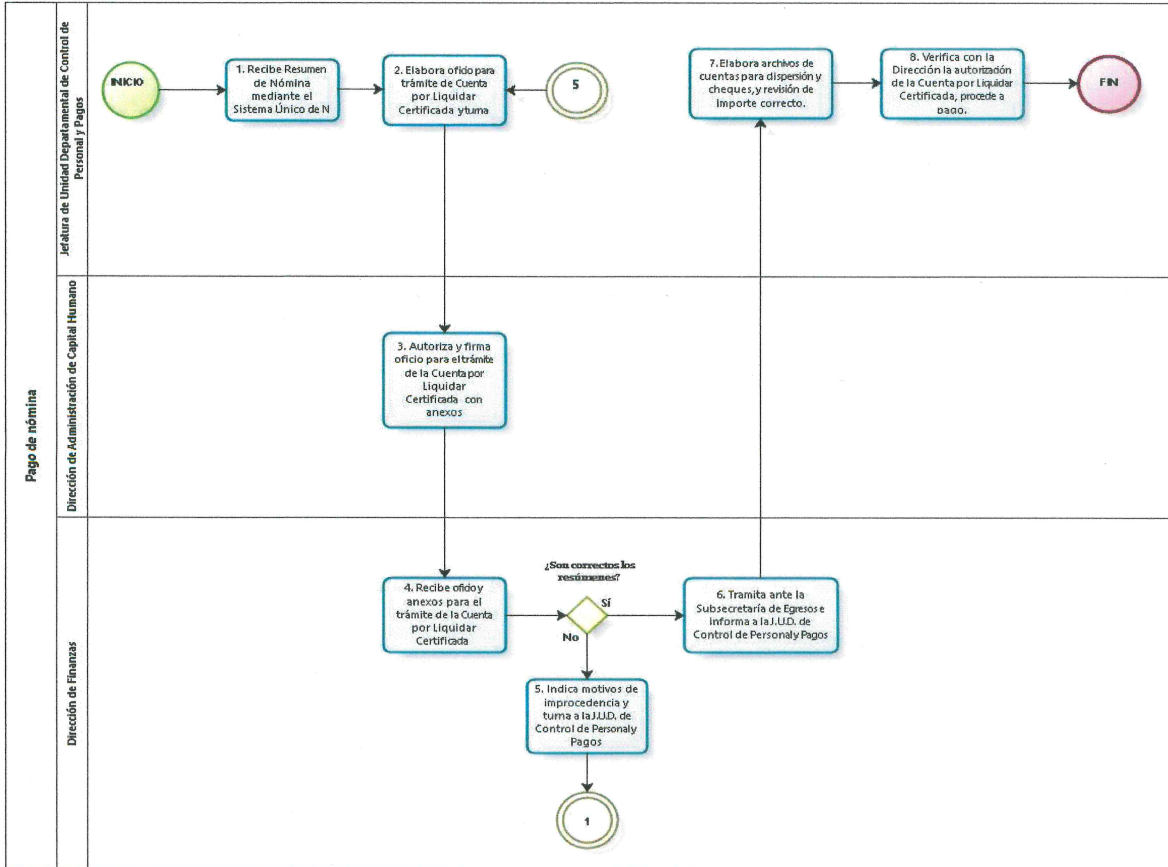 Pago de nómina
Jefatura de Unidad Departamental de Control de
Personal y Pagos
INICIO
1. Recibe Resumen
de Nómina
mediante el
Sistema Único de N
2. Elabora oficio para
trámite de Cuenta
por Liquidar
Certificada y turna
5
7. Elabora archivos de
cuentas para dispersión y
cheques, y revisión de
importe correcto.
8. Verifica con la
Dirección la autorización
de la Cuenta por Liquidar
Certificada, procede a
pago.
FIN
Dirección de Administración de Capital Humano
3. Autoriza y firma
oficio para el trámite
de la Cuenta por
Liquidar
Certificada con
anexos
Dirección de Finanzas
4. Recibe oficio y
anexos para el
trámite de la Cuenta
por Liquidar
Certificada
¿Son correctos los
resúmenes?
Sí
No
6. Tramita ante la
Subsecretaría de Egresos e
informa a la J.U.D. de
Control de Personal y Pagos
5. Indica motivos de
improcedencia y
turna a la J.U.D. de
Control de Personal y
Pagos
1